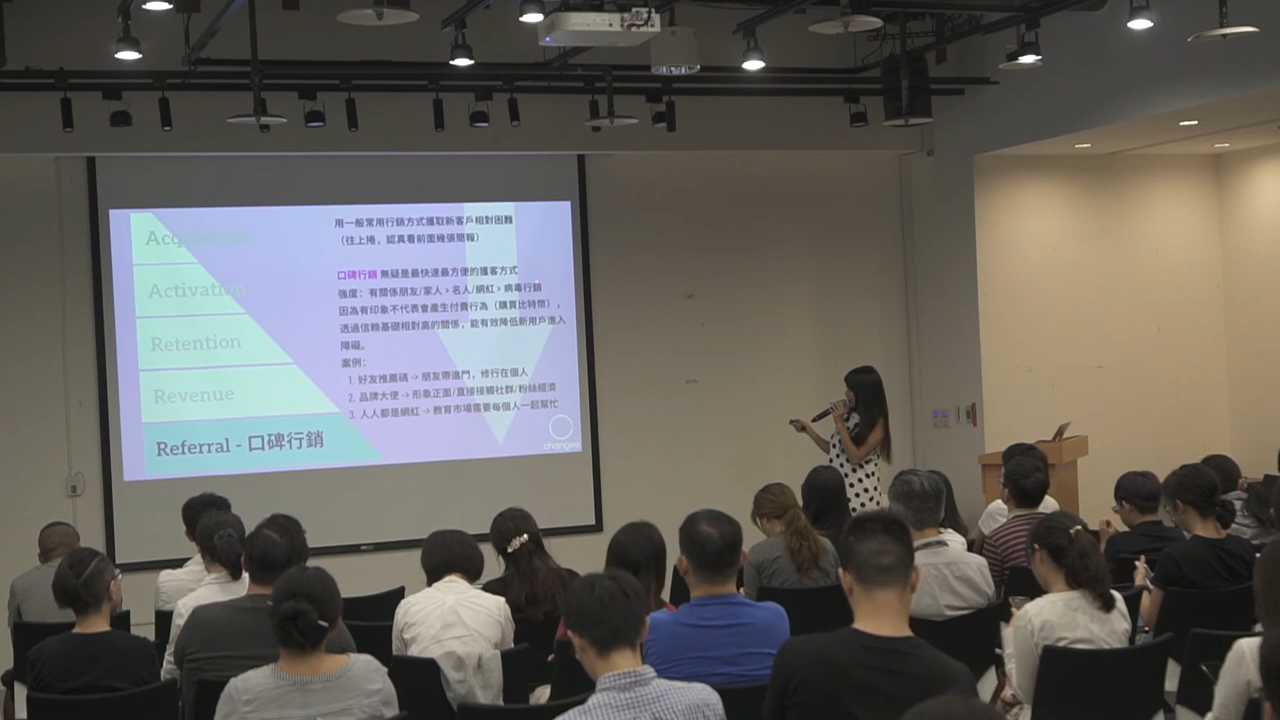 Activation
Retention
Revenue
Referral - 口碑行銷
用一般常用行銷方式獲取新客戶相對困難
（往上捲，認真看前面幾張簡報）
口碑行銷 無疑是最快速最方便的獲客方式
強度：有關係朋友/家人 > 名人/網紅 > 病毒行銷
因為有印象不代表會產生付費行為（購買比特幣），
透過信賴基礎相對高的關係，能有效降低新用戶進入
障礙。
案例：
1. 好友推薦碼 -> 朋友帶進門，修行在個人
2. 品牌大使 -> 形象正面/直接接觸社群/粉絲經濟
3. 人人都是網紅 -> 教育市場需要每個人一起幫忙
changee